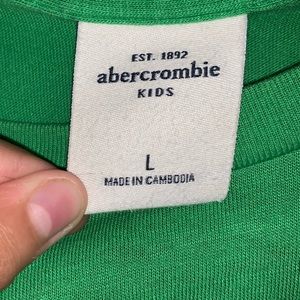 EST. 1892
abercrombie
KIDS
L
MADE IN CAMBODIA